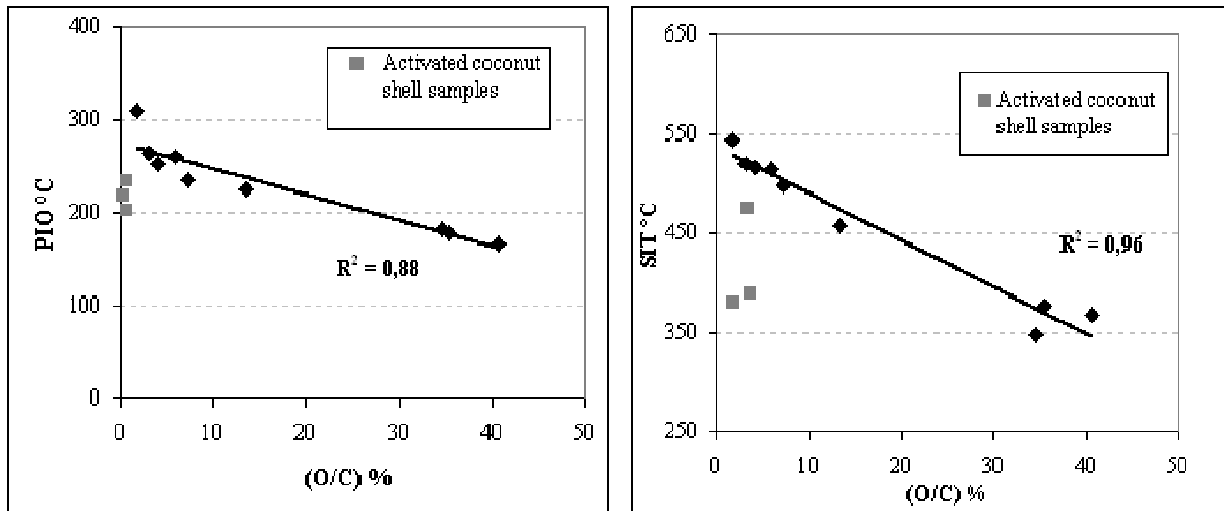 400
300
200
100
0
0 10 20 30 40 50
PIO °C
(O/C) %
Activated coconut
shell samples
R² = 0,88
650
550
450
350
250
0 10 20 30 40 50
SIT °C
(O/C) %
Activated coconut
shell samples
R² = 0,96